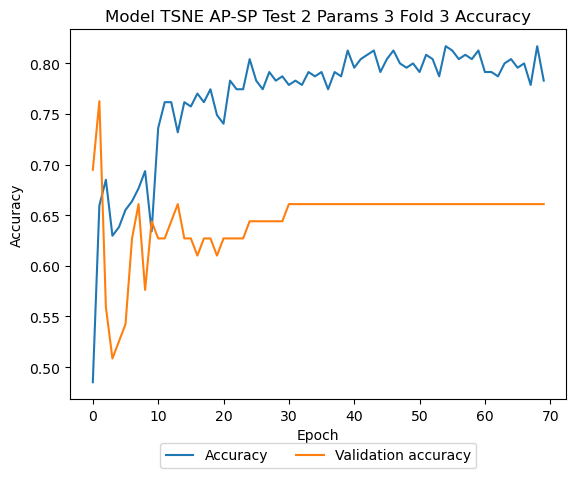 Model TSNE AP-SP Test 2 Params 3 Fold 3 Accuracy
Accuracy
0.80
0.75
0.70
0.65
0.60
0.55
0.50
0 10 20 30 40 50 60 70
Epoch
Accuracy Validation accuracy